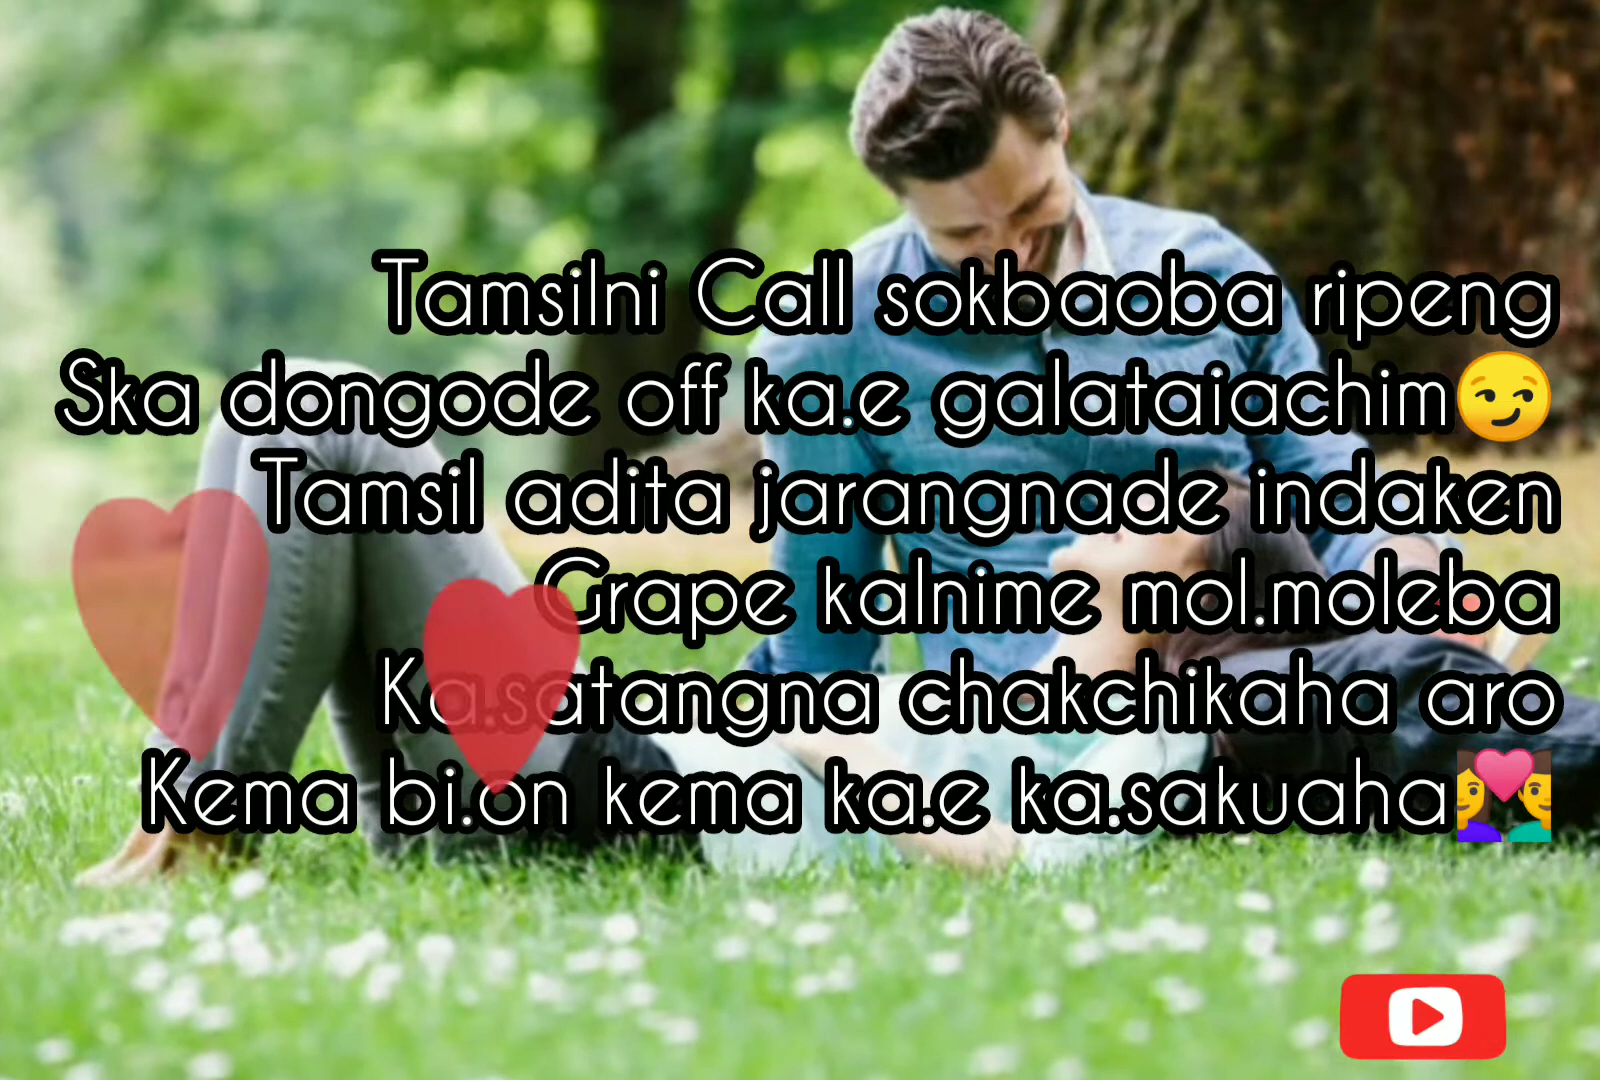 Tamsilni Call sokbaoba ripeng
Ska dongode off ka.e galataiachim😏
Tamsil adita jarangnade indaken
Grape kalnime mol.moleba
Ka.satangna chakchikaha aro
Kema bi.on kema ka.e ka.sakuaha👩‍❤️‍👨